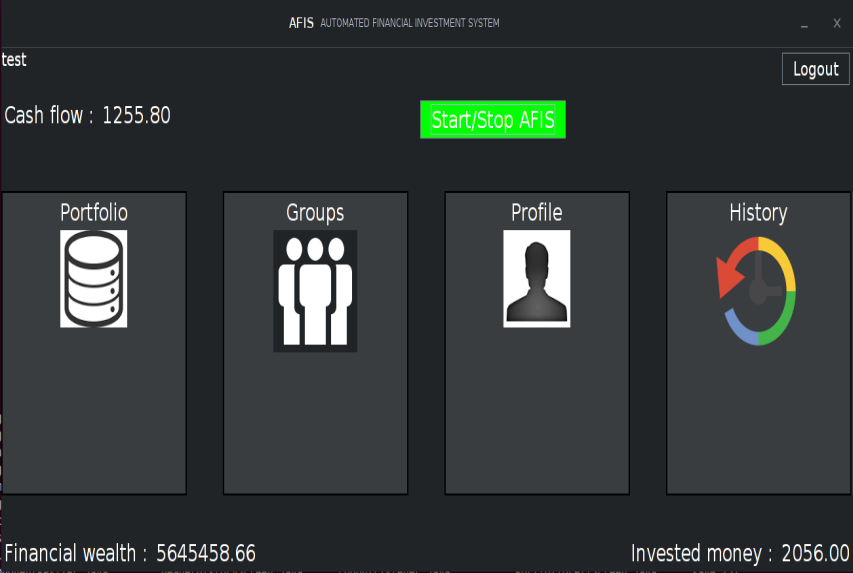 AFIS AUTOMATED FINANCIAL INVESTMENT SYSTEM
_ X
test
Logout
Cash flow : 1255.80
Start/Stop AFIS
Portfolio Groups Profile History
Financial wealth : 5645458.66
Invested money : 2056.00